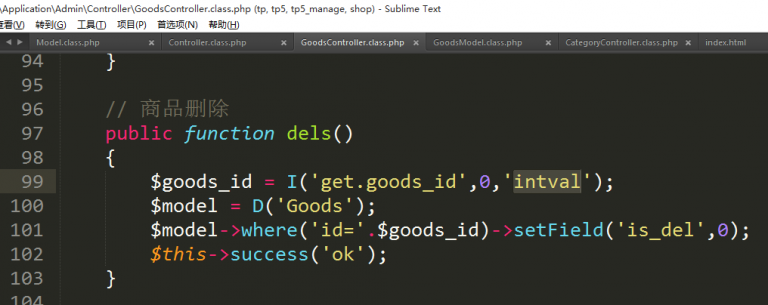 \Application\Admin\Controller\GoodsController.class.php (tp, tp5, tp5_manage, shop) - Sublime Text
查看(V) 转到(G) 工具(T) 项目(P) 首选项(N) 帮助(H)
Model.class.php × Controller.class.php × GoodsController.class.php × GoodsModel.class.php × CategoryController.class.php × index.html
94 }
95
96 // 商品删除
97 public function dels()
98 {
99 $goods_id = I('get.goods_id',0,'intval');
100 $model = D('Goods');
101 $model->where('id='.$goods_id)->setField('is_del',0);
102 $this->success('ok');
103 }
104